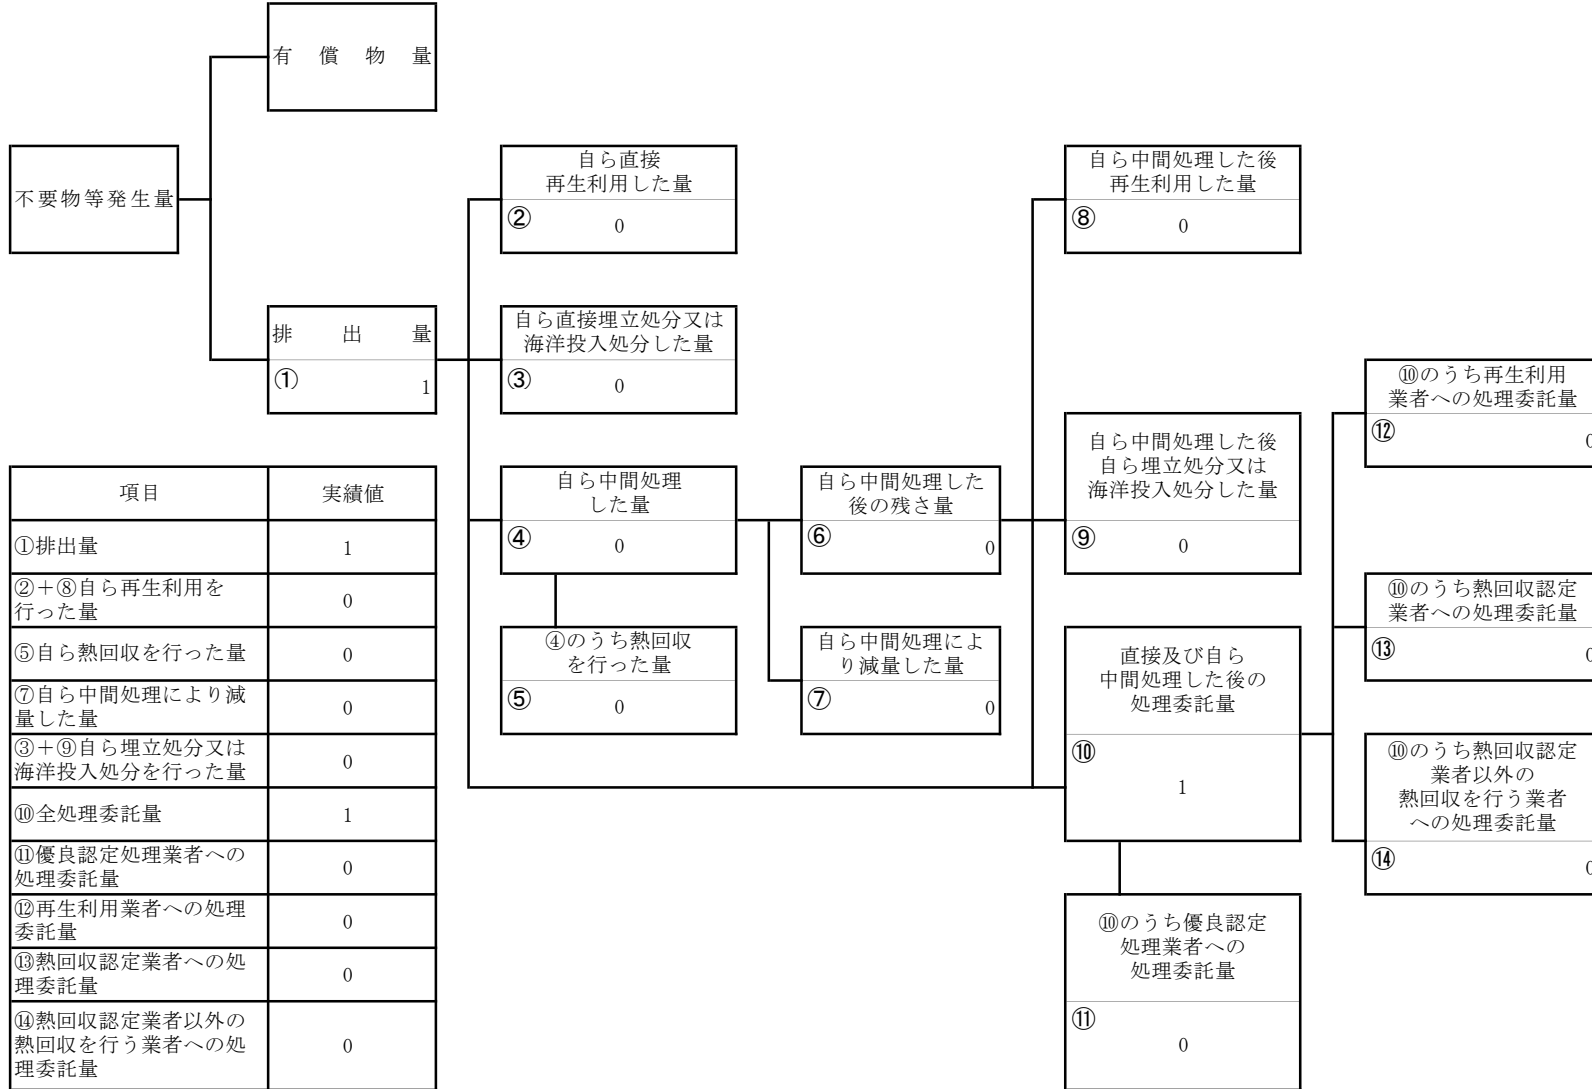 有償物量
不要物等発生量
排出量
①
1
自ら直接
再生利用した量
②
0
自ら直接埋立処分又は
海洋投入処分した量
③
0
自ら中間処理
した量
④
0
④のうち熱回収
を行った量
⑤
0
自ら中間処理した
後の残さ量
⑥
0
自ら中間処理によ
り減量した量
⑦
0
自ら中間処理した後
再生利用した量
⑧
0
自ら中間処理した後
自ら埋立処分又は
海洋投入処分した量
⑨
0
直接及び自ら
中間処理した後の
処理委託量
⑩
1
⑩のうち優良認定
処理業者への
処理委託量
⑪
0
⑩のうち再生利用
業者への処理委託量
⑫
0
⑩のうち熱回収認定
業者への処理委託量
⑬
0
⑩のうち熱回収認定
業者以外の
熱回収を行う業者
への処理委託量
⑭
0
項目 実績値
①排出量 1
②＋⑧自ら再生利用を
行った量 0
⑤自ら熱回収を行った量 0
⑦自ら中間処理により減
量した量 0
③＋⑨自ら埋立処分又は
海洋投入処分を行った量 0
⑩全処理委託量 1
⑪優良認定処理業者への
処理委託量 0
⑫再生利用業者への処理
委託量 0
⑬熱回収認定業者への処
理委託量 0
⑭熱回収認定業者以外の
熱回収を行う業者への処
理委託量 0